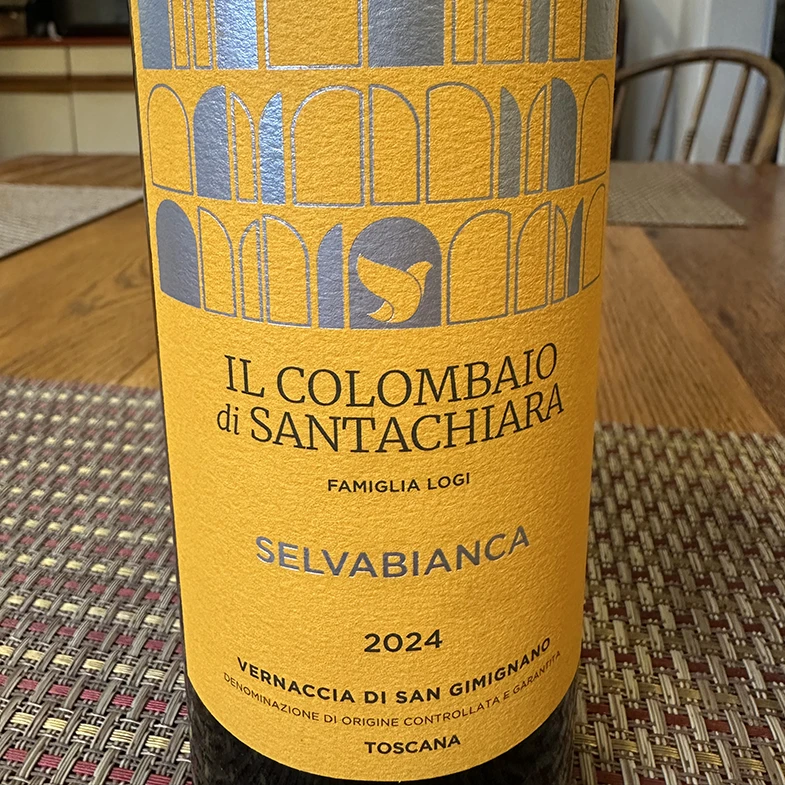 IL COLOMBAIO
di SANTACHIARA
FAMIGLIA LOGI
SELVABIANCA
2024
VERNACCIA DI SAN GIMIGNANO
DENOMINAZIONE DI ORIGINE CONTROLLATA E GARANTITA
TOSCANA